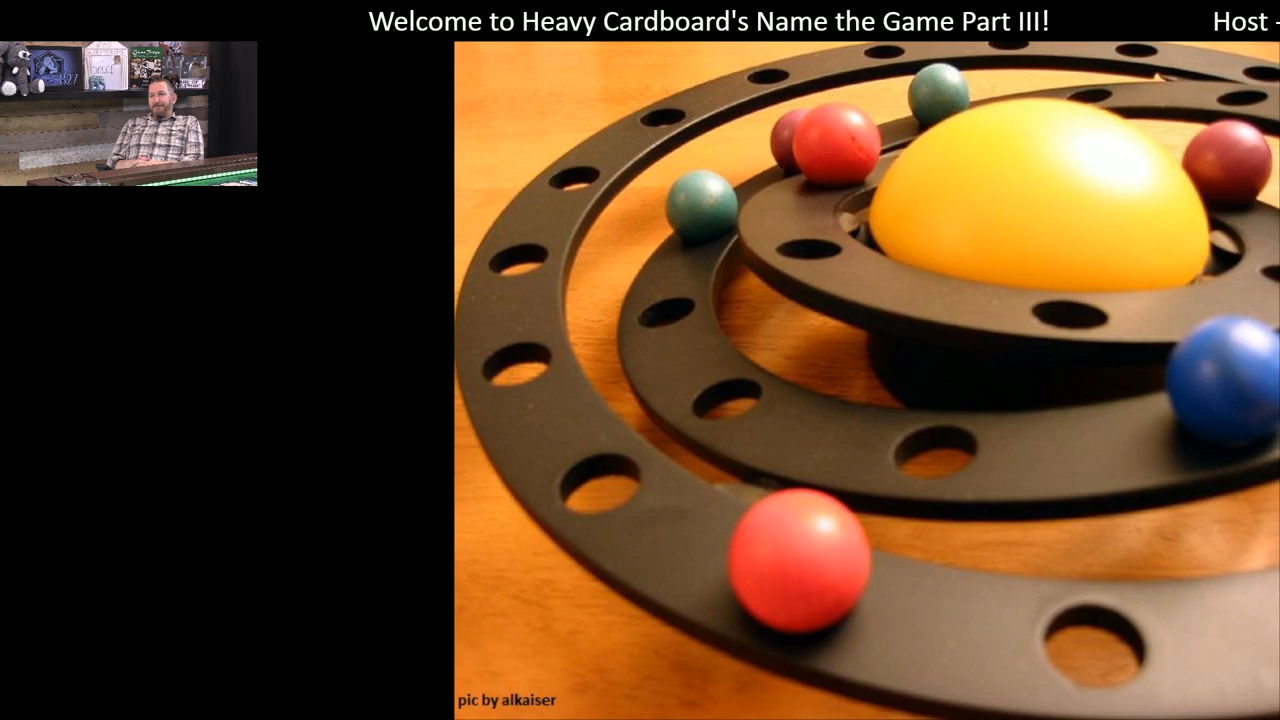 Welcome to Heavy Cardboard's Name the Game Part III!
Host -
pic by alkaiser